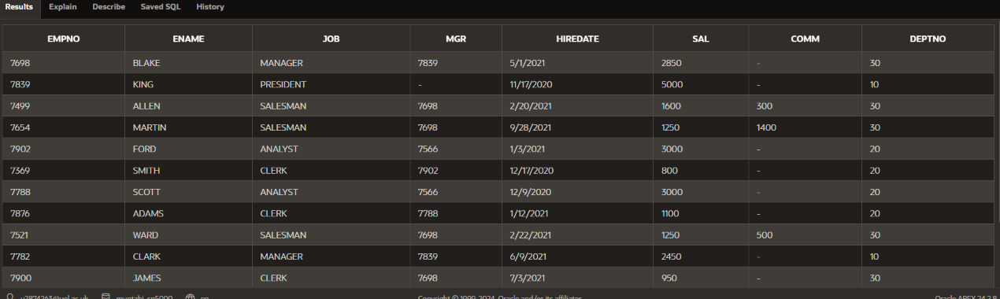 Results Explain Describe Saved SQL History
EMPNO ENAME JOB MGR HIREDATE SAL COMM DEPTNO
7698 BLAKE MANAGER 7839 5/1/2021 2850 - 30
7839 KING PRESIDENT - 11/17/2020 5000 - 10
7499 ALLEN SALESMAN 7698 2/20/2021 1600 300 30
7654 MARTIN SALESMAN 7698 9/28/2021 1250 1400 30
7902 FORD ANALYST 7566 1/3/2021 3000 - 20
7369 SMITH CLERK 7902 12/17/2020 800 - 20
7788 SCOTT ANALYST 7566 12/9/2020 3000 - 20
7876 ADAMS CLERK 7788 1/12/2021 1100 - 20
7521 WARD SALESMAN 7698 2/22/2021 1250 500 30
7782 CLARK MANAGER 7839 6/9/2021 2450 - 10
7900 JAMES CLERK 7698 7/3/2021 950 - 30
en Copyright © 1999, 2024, Oracle and/or its affiliates. Oracle APEX 24.2.8